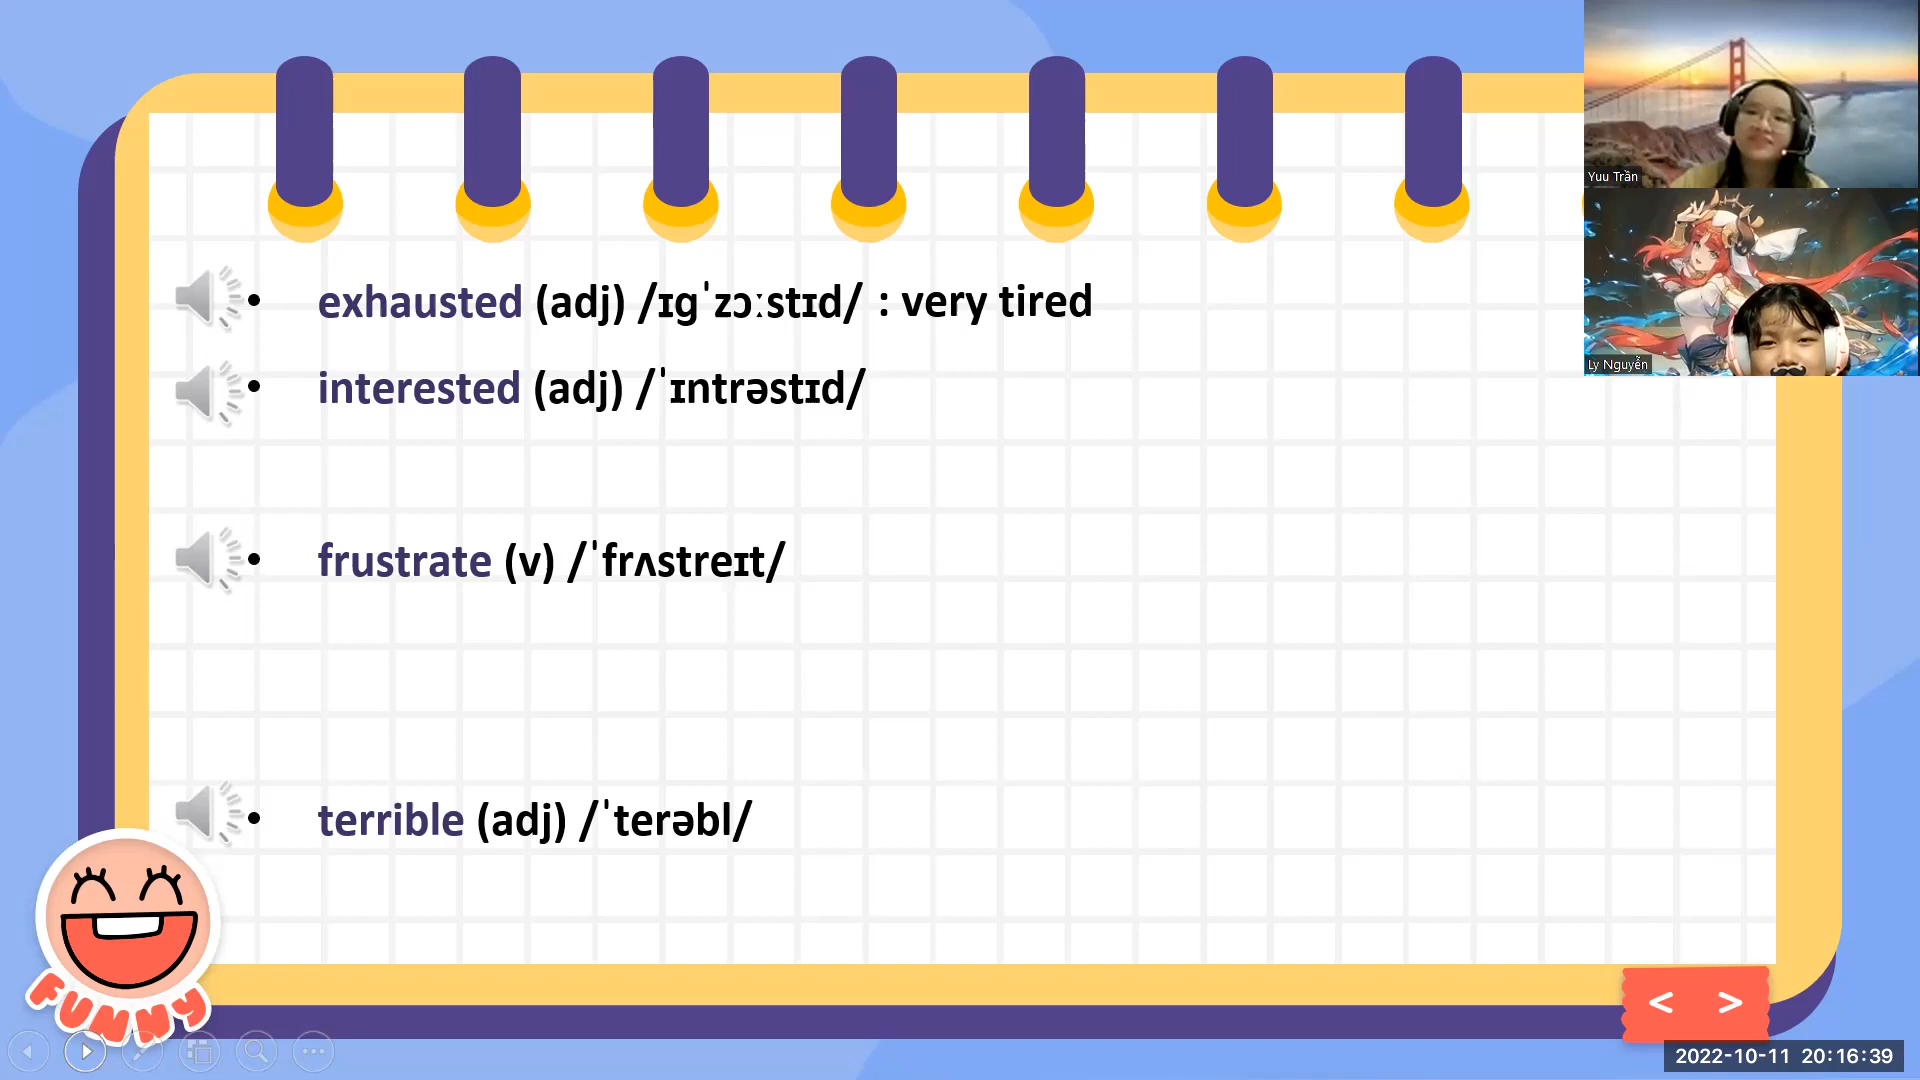 Yuu Trần
• exhausted (adj) /ɪɡˈzɔːstɪd/ : very tired
Ly Nguyễn
• interested (adj) /ˈɪntrəstɪd/
• frustrate (v) /ˈfrʌstreɪt/
• terrible (adj) /ˈterəbl/
FUNNY
< >
2022-10-11 20:16:39